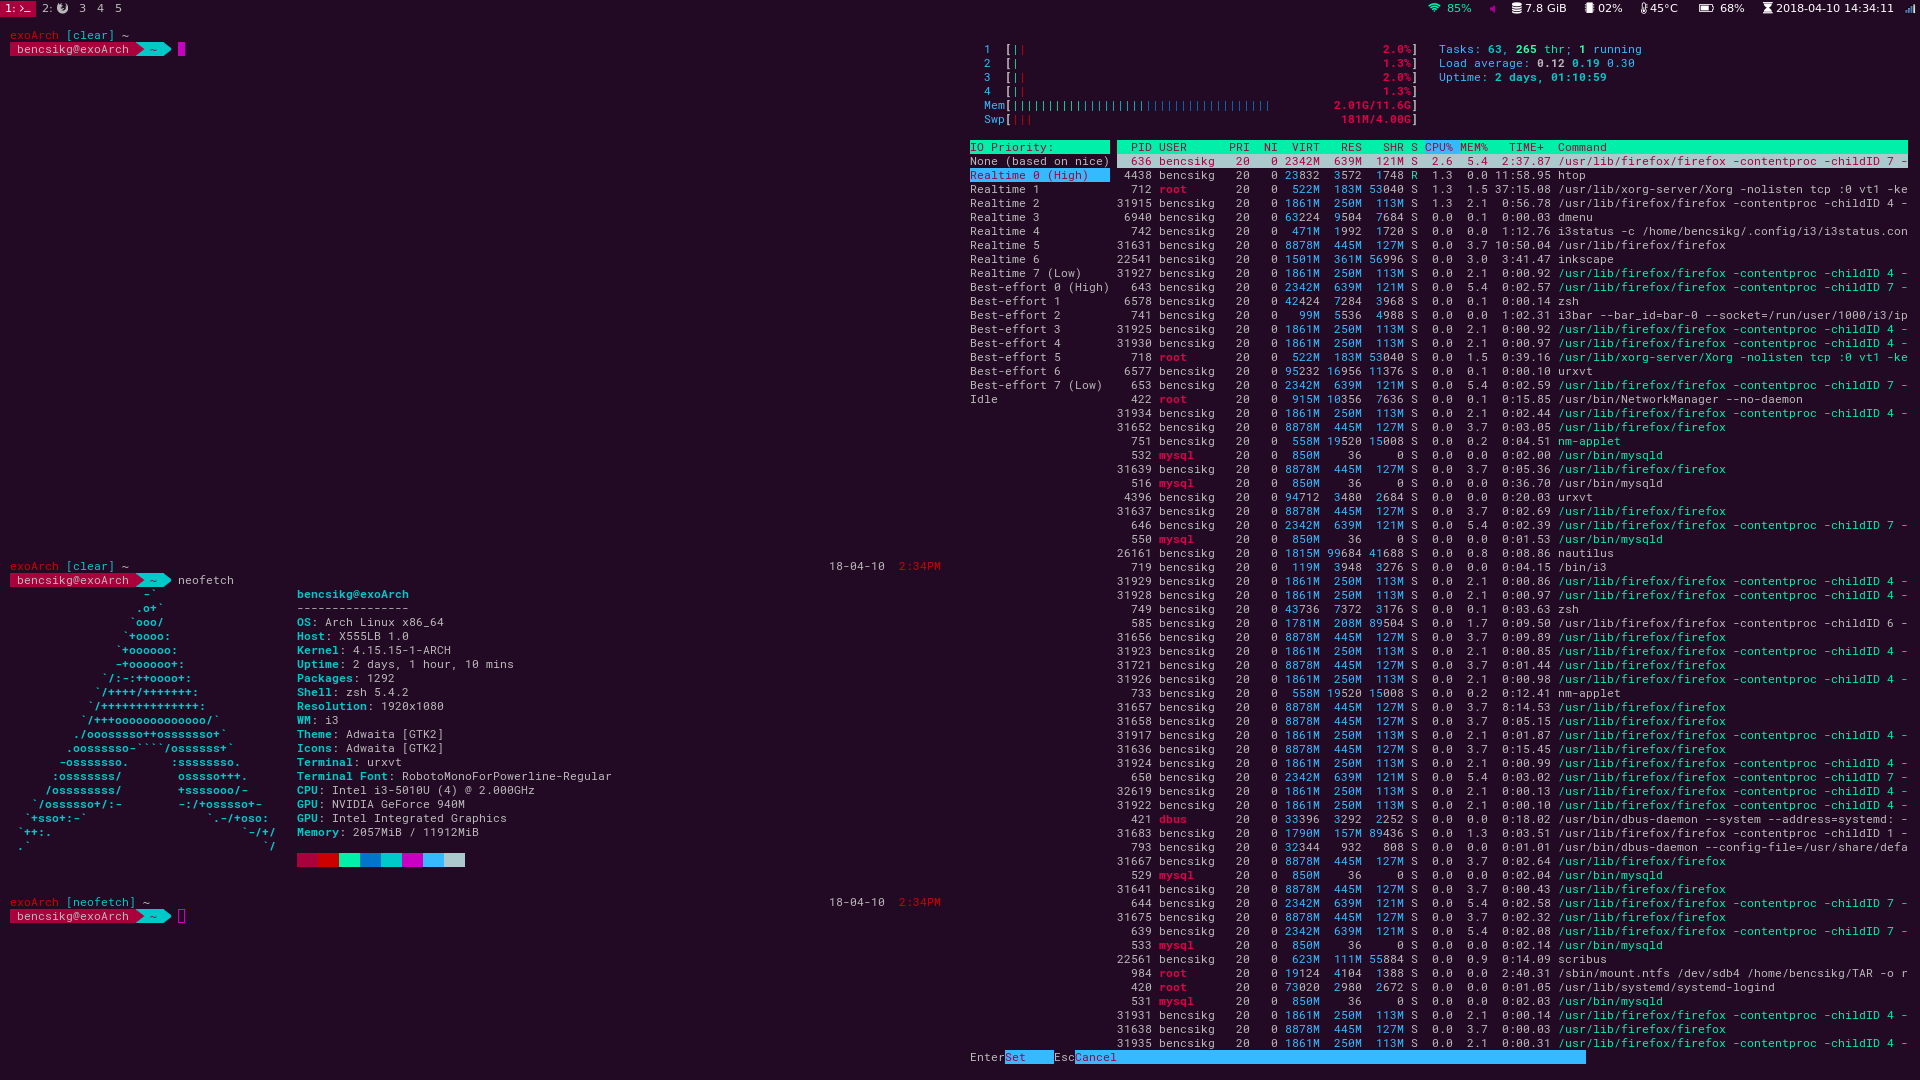 1: >_ 2: 3 4 5 85% 7.8 GiB 02% 45°C 68% 2018-04-10 14:34:11
exoArch [clear] ~
bencsikg@exoArch ~
exoArch [clear] ~ 18-04-10 2:34PM
bencsikg@exoArch ~ neofetch
bencsikg@exoArch
----------------
OS: Arch Linux x86_64
Host: X555LB 1.0
Kernel: 4.15.15-1-ARCH
Uptime: 2 days, 1 hour, 10 mins
Packages: 1292
Shell: zsh 5.4.2
Resolution: 1920x1080
WM: i3
Theme: Adwaita [GTK2]
Icons: Adwaita [GTK2]
Terminal: urxvt
Terminal Font: RobotoMonoForPowerline-Regular
CPU: Intel i3-5010U (4) @ 2.000GHz
GPU: NVIDIA GeForce 940M
GPU: Intel Integrated Graphics
Memory: 2057MiB / 11912MiB
exoArch [neofetch] ~ 18-04-10 2:34PM
bencsikg@exoArch ~
1 [|| 2.0%]
2 [| 1.3%]
3 [|| 2.0%]
4 [|| 1.3%]
Mem[ 2.01G/11.6G]
Swp[||| 181M/4.00G]
Tasks: 63, 265 thr; 1 running
Load average: 0.12 0.19 0.30
Uptime: 2 days, 01:10:59
IO Priority:
None (based on nice)
Realtime 0 (High)
Realtime 1
Realtime 2
Realtime 3
Realtime 4
Realtime 5
Realtime 6
Realtime 7 (Low)
Best-effort 0 (High)
Best-effort 1
Best-effort 2
Best-effort 3
Best-effort 4
Best-effort 5
Best-effort 6
Best-effort 7 (Low)
Idle
PID USER PRI NI VIRT RES SHR S CPU% MEM% TIME+ Command
636 bencsikg 20 0 2342M 639M 121M S 2.6 5.4 2:37.87 /usr/lib/firefox/firefox -contentproc -childID 7 -
4438 bencsikg 20 0 23832 3572 1748 R 1.3 0.0 11:58.95 htop
712 root 20 0 522M 183M 53040 S 1.3 1.5 37:15.08 /usr/lib/xorg-server/Xorg -nolisten tcp :0 vt1 -ke
31915 bencsikg 20 0 1861M 250M 113M S 1.3 2.1 0:56.78 /usr/lib/firefox/firefox -contentproc -childID 4 -
6940 bencsikg 20 0 63224 9504 7684 S 0.0 0.1 0:00.03 dmenu
742 bencsikg 20 0 471M 1992 1720 S 0.0 0.0 1:12.76 i3status -c /home/bencsikg/.config/i3/i3status.con
31631 bencsikg 20 0 8878M 445M 127M S 0.0 3.7 10:50.04 /usr/lib/firefox/firefox
22541 bencsikg 20 0 1501M 361M 56996 S 0.0 3.0 3:41.47 inkscape
31927 bencsikg 20 0 1861M 250M 113M S 0.0 2.1 0:00.92 /usr/lib/firefox/firefox -contentproc -childID 4 -
643 bencsikg 20 0 2342M 639M 121M S 0.0 5.4 0:02.57 /usr/lib/firefox/firefox -contentproc -childID 7 -
6578 bencsikg 20 0 42424 7284 3968 S 0.0 0.1 0:00.14 zsh
741 bencsikg 20 0 99M 5536 4988 S 0.0 0.0 1:02.31 i3bar --bar_id=bar-0 --socket=/run/user/1000/i3/ip
31925 bencsikg 20 0 1861M 250M 113M S 0.0 2.1 0:00.92 /usr/lib/firefox/firefox -contentproc -childID 4 -
31930 bencsikg 20 0 1861M 250M 113M S 0.0 2.1 0:00.97 /usr/lib/firefox/firefox -contentproc -childID 4 -
718 root 20 0 522M 183M 53040 S 0.0 1.5 0:39.16 /usr/lib/xorg-server/Xorg -nolisten tcp :0 vt1 -ke
6577 bencsikg 20 0 95232 16956 11376 S 0.0 0.1 0:00.10 urxvt
653 bencsikg 20 0 2342M 639M 121M S 0.0 5.4 0:02.59 /usr/lib/firefox/firefox -contentproc -childID 7 -
422 root 20 0 915M 10356 7636 S 0.0 0.1 0:15.85 /usr/bin/NetworkManager --no-daemon
31934 bencsikg 20 0 1861M 250M 113M S 0.0 2.1 0:02.44 /usr/lib/firefox/firefox -contentproc -childID 4 -
31652 bencsikg 20 0 8878M 445M 127M S 0.0 3.7 0:03.05 /usr/lib/firefox/firefox
751 bencsikg 20 0 558M 19520 15008 S 0.0 0.2 0:04.51 nm-applet
532 mysql 20 0 850M 36 0 S 0.0 0.0 0:02.00 /usr/bin/mysqld
31639 bencsikg 20 0 8878M 445M 127M S 0.0 3.7 0:05.36 /usr/lib/firefox/firefox
516 mysql 20 0 850M 36 0 S 0.0 0.0 0:36.70 /usr/bin/mysqld
4396 bencsikg 20 0 94712 3480 2684 S 0.0 0.0 0:20.03 urxvt
31637 bencsikg 20 0 8878M 445M 127M S 0.0 3.7 0:02.69 /usr/lib/firefox/firefox
646 bencsikg 20 0 2342M 639M 121M S 0.0 5.4 0:02.39 /usr/lib/firefox/firefox -contentproc -childID 7 -
550 mysql 20 0 850M 36 0 S 0.0 0.0 0:01.53 /usr/bin/mysqld
26161 bencsikg 20 0 1815M 99684 41688 S 0.0 0.8 0:08.86 nautilus
719 bencsikg 20 0 119M 3948 3276 S 0.0 0.0 0:04.15 /bin/i3
31929 bencsikg 20 0 1861M 250M 113M S 0.0 2.1 0:00.86 /usr/lib/firefox/firefox -contentproc -childID 4 -
31928 bencsikg 20 0 1861M 250M 113M S 0.0 2.1 0:00.97 /usr/lib/firefox/firefox -contentproc -childID 4 -
749 bencsikg 20 0 43736 7372 3176 S 0.0 0.1 0:03.63 zsh
585 bencsikg 20 0 1781M 208M 89504 S 0.0 1.7 0:09.50 /usr/lib/firefox/firefox -contentproc -childID 6 -
31656 bencsikg 20 0 8878M 445M 127M S 0.0 3.7 0:09.89 /usr/lib/firefox/firefox
31923 bencsikg 20 0 1861M 250M 113M S 0.0 2.1 0:00.85 /usr/lib/firefox/firefox -contentproc -childID 4 -
31721 bencsikg 20 0 8878M 445M 127M S 0.0 3.7 0:01.44 /usr/lib/firefox/firefox
31926 bencsikg 20 0 1861M 250M 113M S 0.0 2.1 0:00.98 /usr/lib/firefox/firefox -contentproc -childID 4 -
733 bencsikg 20 0 558M 19520 15008 S 0.0 0.2 0:12.41 nm-applet
31657 bencsikg 20 0 8878M 445M 127M S 0.0 3.7 8:14.53 /usr/lib/firefox/firefox
31658 bencsikg 20 0 8878M 445M 127M S 0.0 3.7 0:05.15 /usr/lib/firefox/firefox
31917 bencsikg 20 0 1861M 250M 113M S 0.0 2.1 0:01.87 /usr/lib/firefox/firefox -contentproc -childID 4 -
31636 bencsikg 20 0 8878M 445M 127M S 0.0 3.7 0:15.45 /usr/lib/firefox/firefox
31924 bencsikg 20 0 1861M 250M 113M S 0.0 2.1 0:00.99 /usr/lib/firefox/firefox -contentproc -childID 4 -
650 bencsikg 20 0 2342M 639M 121M S 0.0 5.4 0:03.02 /usr/lib/firefox/firefox -contentproc -childID 7 -
32619 bencsikg 20 0 1861M 250M 113M S 0.0 2.1 0:00.13 /usr/lib/firefox/firefox -contentproc -childID 4 -
31922 bencsikg 20 0 1861M 250M 113M S 0.0 2.1 0:00.10 /usr/lib/firefox/firefox -contentproc -childID 4 -
421 dbus 20 0 33396 3292 2252 S 0.0 0.0 0:18.02 /usr/bin/dbus-daemon --system --address=systemd: -
31683 bencsikg 20 0 1790M 157M 89436 S 0.0 1.3 0:03.51 /usr/lib/firefox/firefox -contentproc -childID 1 -
793 bencsikg 20 0 32344 932 808 S 0.0 0.0 0:01.01 /usr/bin/dbus-daemon --config-file=/usr/share/defa
31667 bencsikg 20 0 8878M 445M 127M S 0.0 3.7 0:02.64 /usr/lib/firefox/firefox
529 mysql 20 0 850M 36 0 S 0.0 0.0 0:02.04 /usr/bin/mysqld
31641 bencsikg 20 0 8878M 445M 127M S 0.0 3.7 0:00.43 /usr/lib/firefox/firefox
644 bencsikg 20 0 2342M 639M 121M S 0.0 5.4 0:02.58 /usr/lib/firefox/firefox -contentproc -childID 7 -
31675 bencsikg 20 0 8878M 445M 127M S 0.0 3.7 0:02.32 /usr/lib/firefox/firefox
639 bencsikg 20 0 2342M 639M 121M S 0.0 5.4 0:02.08 /usr/lib/firefox/firefox -contentproc -childID 7 -
533 mysql 20 0 850M 36 0 S 0.0 0.0 0:02.14 /usr/bin/mysqld
22561 bencsikg 20 0 623M 111M 55884 S 0.0 0.9 0:14.09 scribus
984 root 20 0 19124 4104 1388 S 0.0 0.0 2:40.31 /sbin/mount.ntfs /dev/sdb4 /home/bencsikg/TAR -o r
420 root 20 0 73020 2980 2672 S 0.0 0.0 0:01.05 /usr/lib/systemd/systemd-logind
531 mysql 20 0 850M 36 0 S 0.0 0.0 0:02.03 /usr/bin/mysqld
31931 bencsikg 20 0 1861M 250M 113M S 0.0 2.1 0:00.14 /usr/lib/firefox/firefox -contentproc -childID 4 -
31638 bencsikg 20 0 8878M 445M 127M S 0.0 3.7 0:00.03 /usr/lib/firefox/firefox
31935 bencsikg 20 0 1861M 250M 113M S 0.0 2.1 0:00.31 /usr/lib/firefox/firefox -contentproc -childID 4 -
EnterSet EscCancel